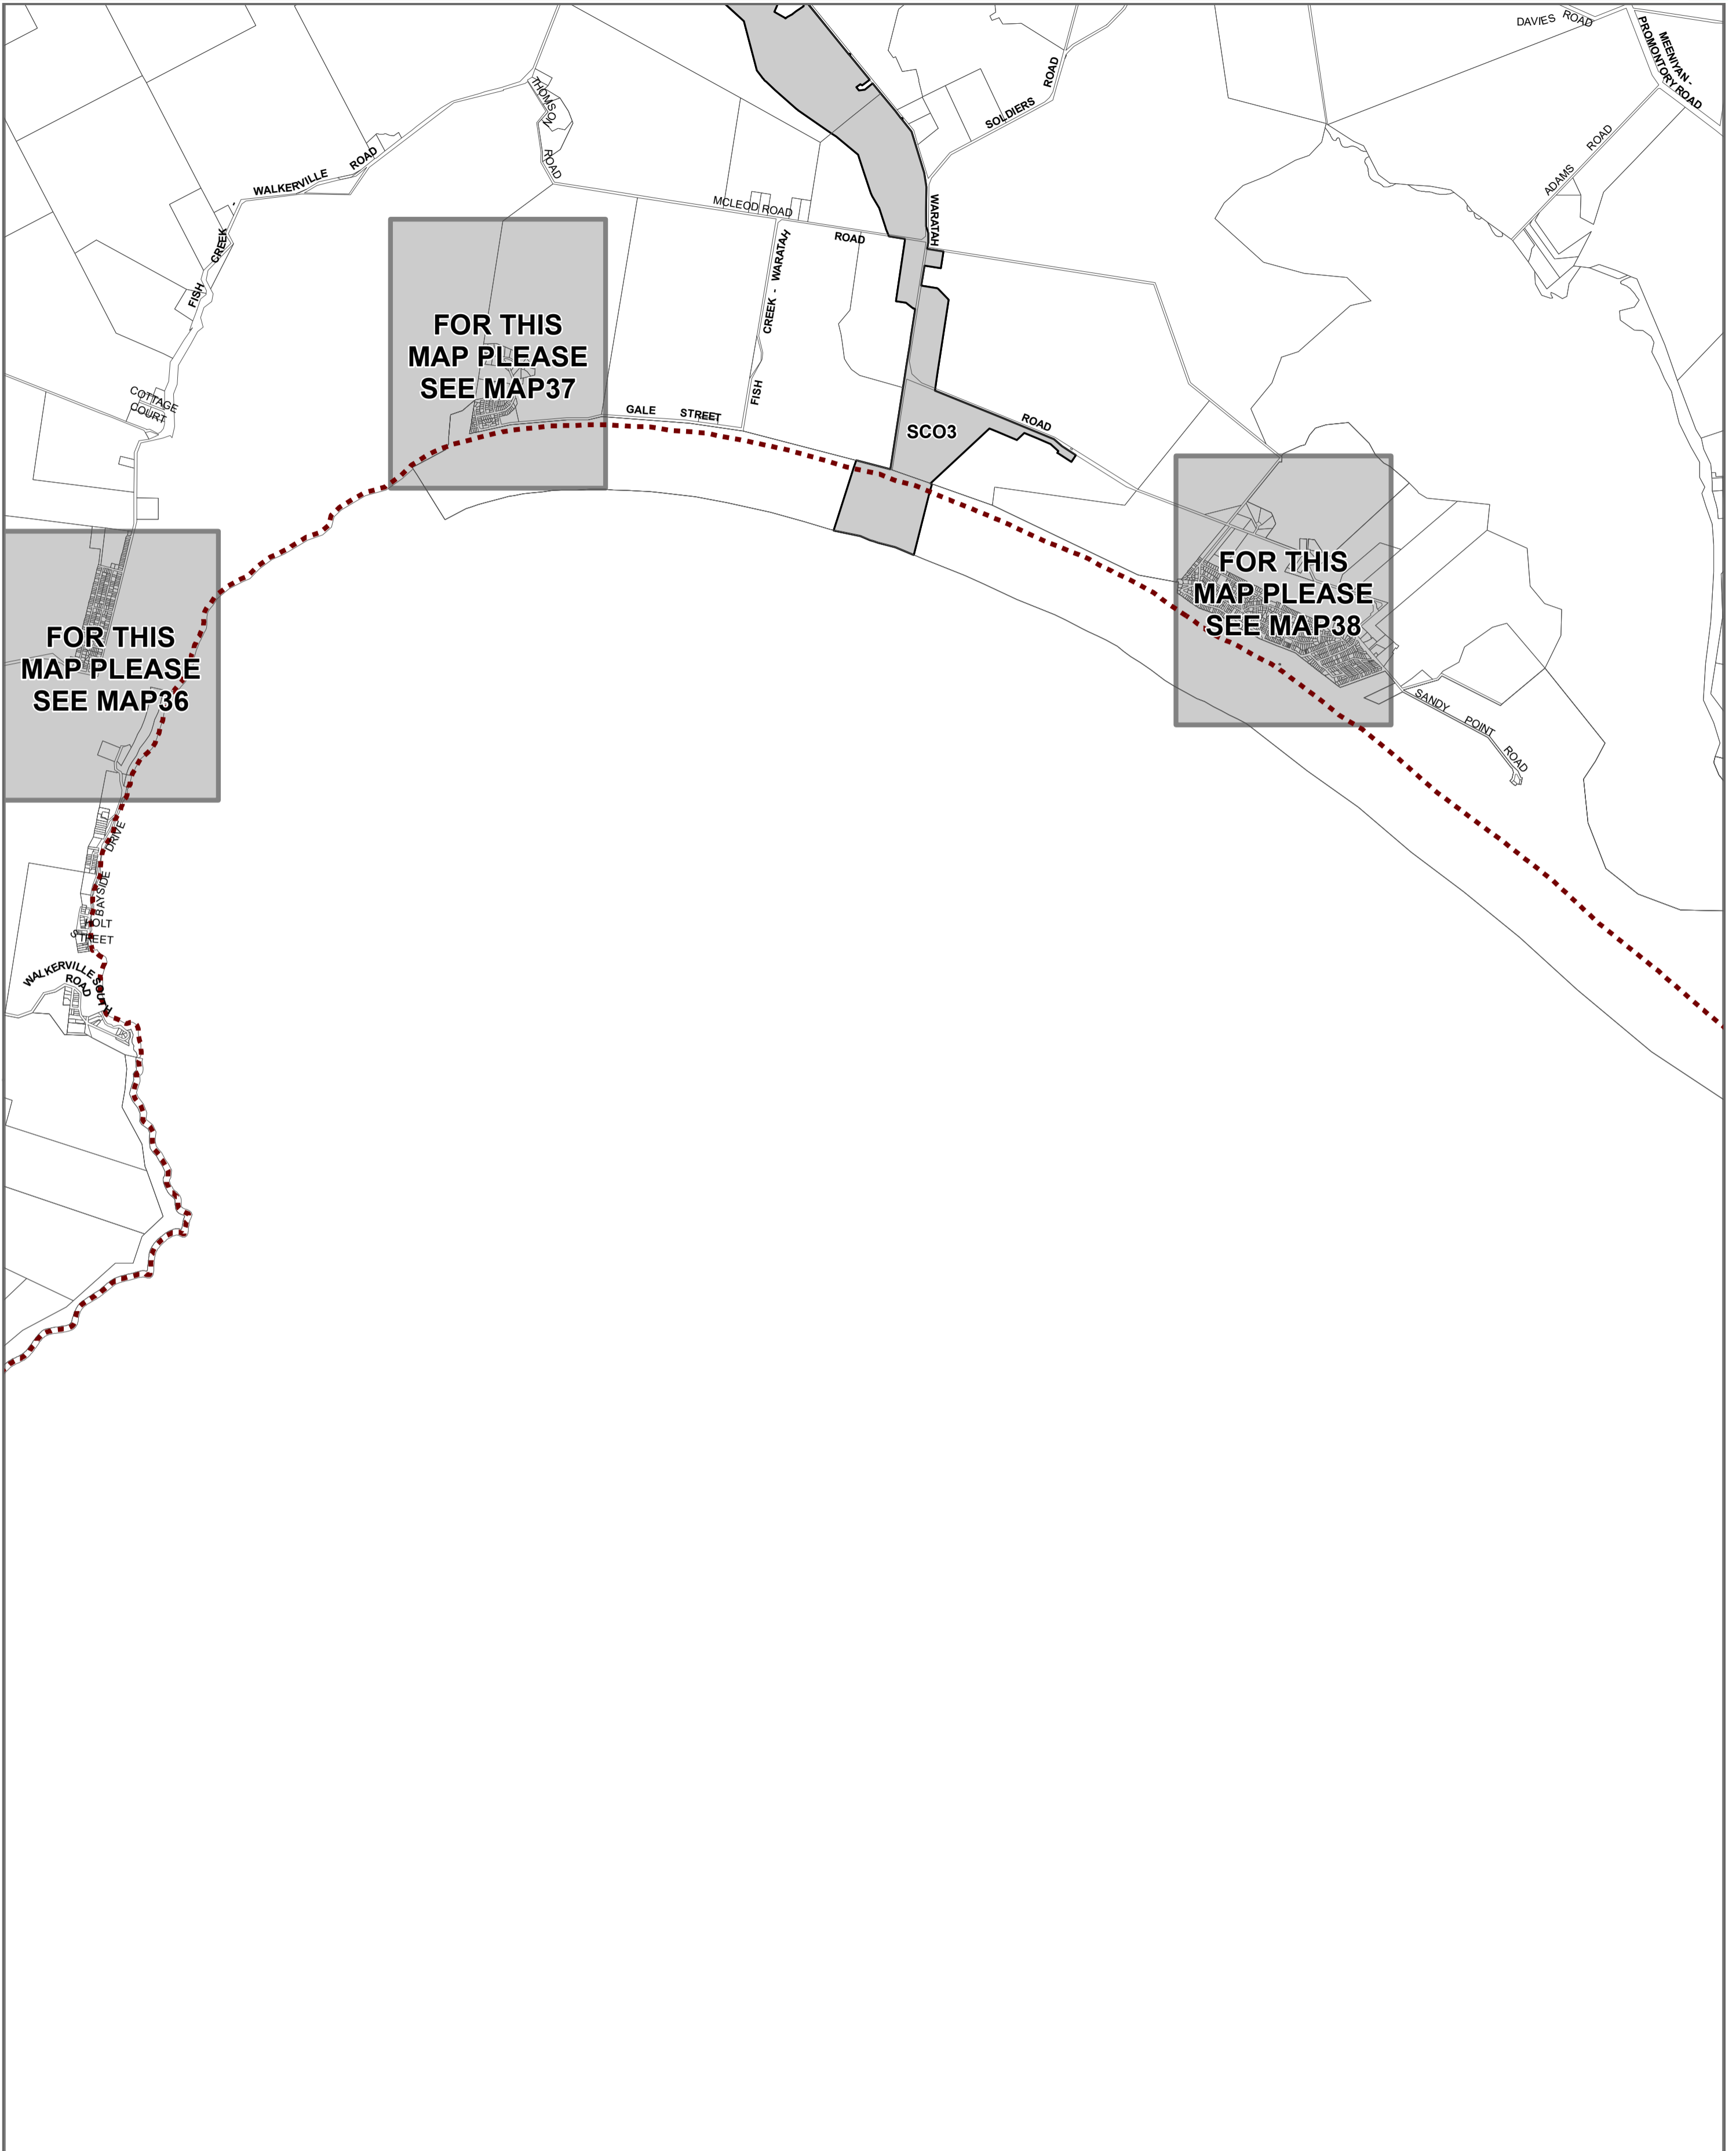 DAVIES ROAD
MEENIYAN -
PROMONTORY ROAD
THOMSON
ROAD
SOLDIERS ROAD
ADAMS ROAD
WALKERVILLE ROAD
MCLEOD ROAD
WARATAH
ROAD
FISH CREEK
FISH CREEK - WARATAH
ROAD
FOR THIS
MAP PLEASE
SEE MAP37
COTTAGE
COURT
GALE STREET
SCO3
FOR THIS
MAP PLEASE
SEE MAP38
FOR THIS
MAP PLEASE
SEE MAP36
SANDY POINT ROAD
BAYSIDE DRIVE
HOLT
STREET
WALKERVILLE SOUTH
ROAD